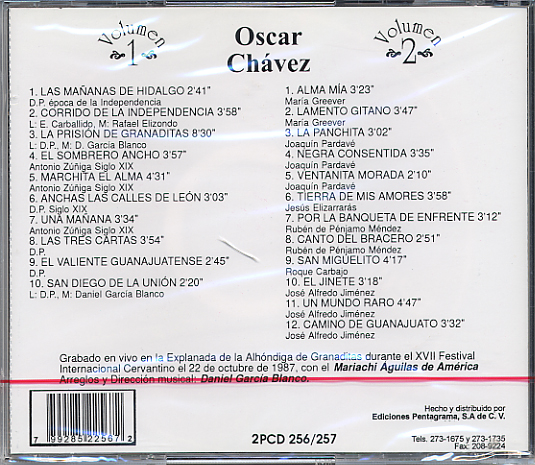 Volumen 1
Oscar Chávez
Volumen 2
1. LAS MAÑANAS DE HIDALGO 2'41"
D.P. época de la Independencia
2. CORRIDO DE LA INDEPENDENCIA 3'58"
L: E. Carballido, M: Rafael Elizondo
3. LA PRISIÓN DE GRANADITAS 8'30"
L: D.P., M: D. García Blanco
4. EL SOMBRERO ANCHO 3'57"
Antonio Zúñiga Siglo XIX
5. MARCHITA EL ALMA 4'31"
Antonio Zúñiga Siglo XIX
6. ANCHAS LAS CALLES DE LEÓN 3'03"
D.P. Siglo XIX
7. UNA MAÑANA 3'34"
Antonio Zúñiga Siglo XIX
8. LAS TRES CARTAS 3'54"
D.P.
9. EL VALIENTE GUANAJUATENSE 2'45"
D.P.
10. SAN DIEGO DE LA UNIÓN 2'20"
L: D.P., M: Daniel García Blanco
1. ALMA MÍA 3'23"
María Greever
2. LAMENTO GITANO 3'47"
María Greever
3. LA PANCHITA 3'02"
Joaquín Pardavé
4. NEGRA CONSENTIDA 3'35"
Joaquín Pardavé
5. VENTANITA MORADA 2'10"
Joaquín Pardavé
6. TIERRA DE MIS AMORES 3'58"
Jesús Elizarrarás
7. POR LA BANQUETA DE ENFRENTE 3'12"
Rubén de Pénjamo Méndez
8. CANTO DEL BRACERO 2'51"
Rubén de Pénjamo Méndez
9. SAN MIGUELITO 4'17"
Roque Carbajo
10. EL JINETE 3'18"
José Alfredo Jiménez
11. UN MUNDO RARO 4'47"
José Alfredo Jiménez
12. CAMINO DE GUANAJUATO 3'32"
José Alfredo Jiménez
Grabado en vivo en la Explanada de la Alhóndiga de Granaditas durante el XVII Festival
Internacional Cervantino el 22 de octubre de 1987, con el Mariachi Aguilas de América
Arreglos y Dirección musical: Daniel García Blanco.
7 99285 22567 2
2PCD 256/257
Hecho y distribuido por
Ediciones Pentagrama, S.A de C. V.
Tels. 273-1675 y 273-1735
Fax. 208-9224